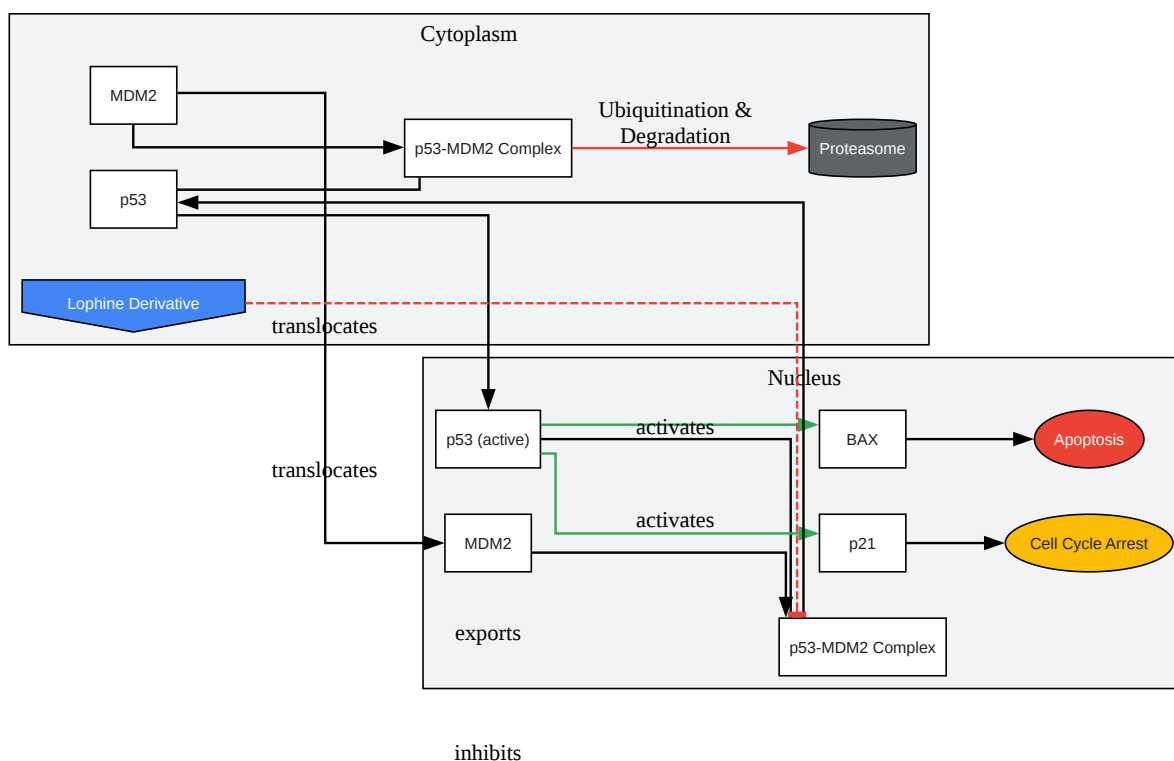 Cytoplasm
MDM2
Ubiquitination &
Degradation
p53-MDM2 Complex
Proteasome
p53
Lophine Derivative
translocates
Nucleus
p53 (active)
activates
BAX
Apoptosis
translocates
MDM2
activates
p21
Cell Cycle Arrest
exports
p53-MDM2 Complex
inhibits